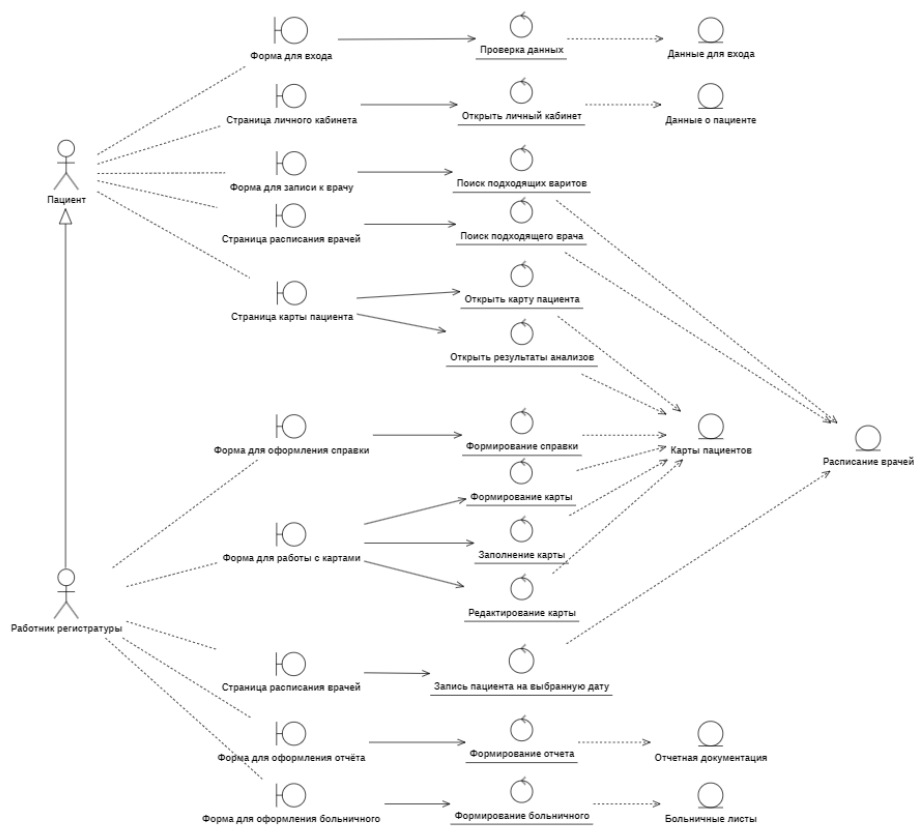 Форма для входа
Проверка данных
Данные для входа
Страница личного кабинета
Открыть личный кабинет
Данные о пациенте
Пациент
Форма для записи к врачу
Поиск подходящих варитов
Страница расписания врачей
Поиск подходящего врача
Страница карты пациента
Открыть карту пациента
Открыть результаты анализов
Форма для оформления справки
Формирование справки
Карты пациентов
Расписание врачей
Формирование карты
Форма для работы с картами
Заполнение карты
Редактирование карты
Работник регистратуры
Страница расписания врачей
Запись пациента на выбранную дату
Форма для оформления отчёта
Формирование отчета
Отчетная документация
Форма для оформления больничного
Формирование больничного
Больничные листы